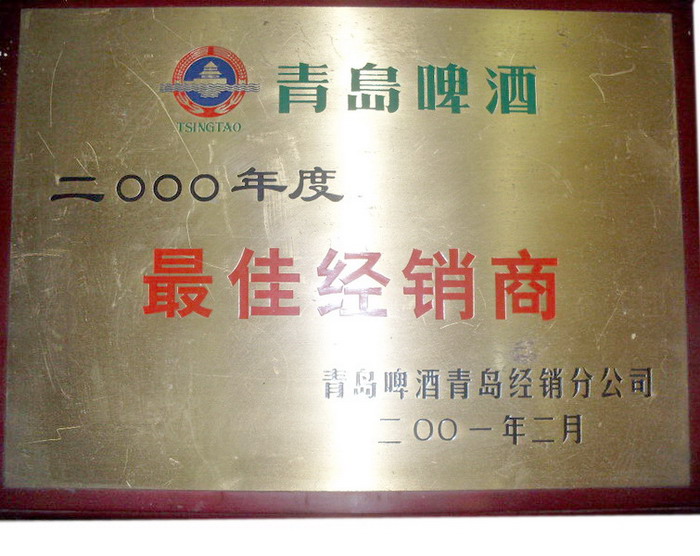 青島啤酒
TSINGTAO
二〇〇〇年度
最佳经销商
青岛啤酒青岛经销分公司
二〇〇一年二月